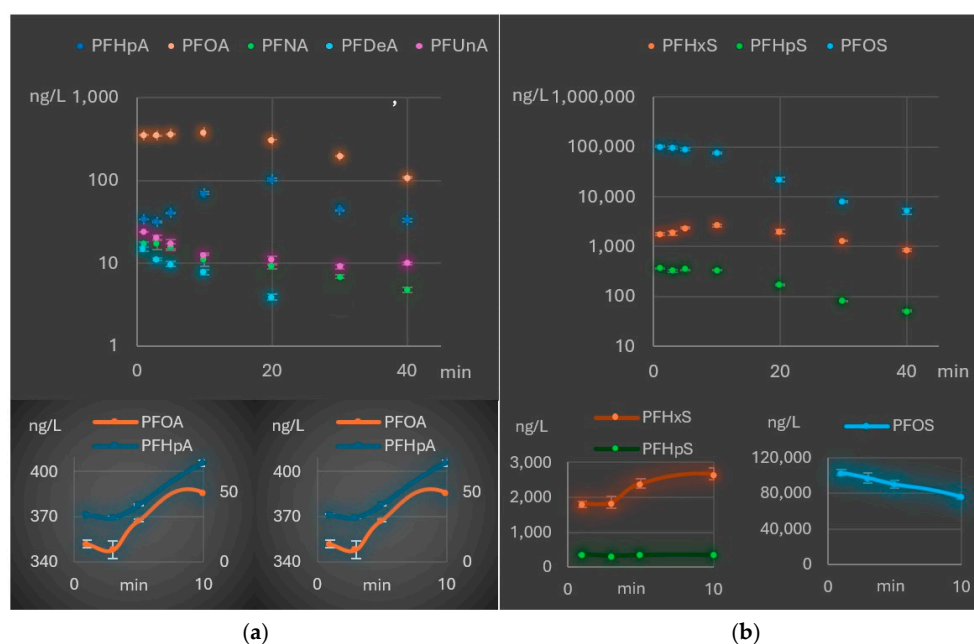 PFHpA PFOA PFNA PFDeA PFUnA
ng/L 1,000
,
100
10
1
0 20 40 min
PFHxS PFHpS PFOS
ng/L 1,000,000
100,000
10,000
1,000
100
10
0 20 40 min
ng/L PFOA
PFHpA
400
370
340
50
0
0 min 10
ng/L PFOA
PFHpA
400
370
340
50
0
0 min 10
ng/L PFHxS
PFHpS
3,000
2,000
1,000
0
0 min 10
ng/L PFOS
120,000
80,000
40,000
0
0 min 10
(a) (b)